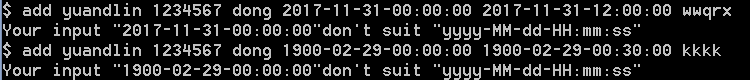 $ add yuandlin 1234567 dong 2017-11-31-00:00:00 2017-11-31-12:00:00 wwqrx
Your input "2017-11-31-00:00:00"don't suit "yyyy-MM-dd-HH:mm:ss"
$ add yuandlin 1234567 dong 1900-02-29-00:00:00 1900-02-29-00:30:00 kkkk
Your input "1900-02-29-00:00:00"don't suit "yyyy-MM-dd-HH:mm:ss"